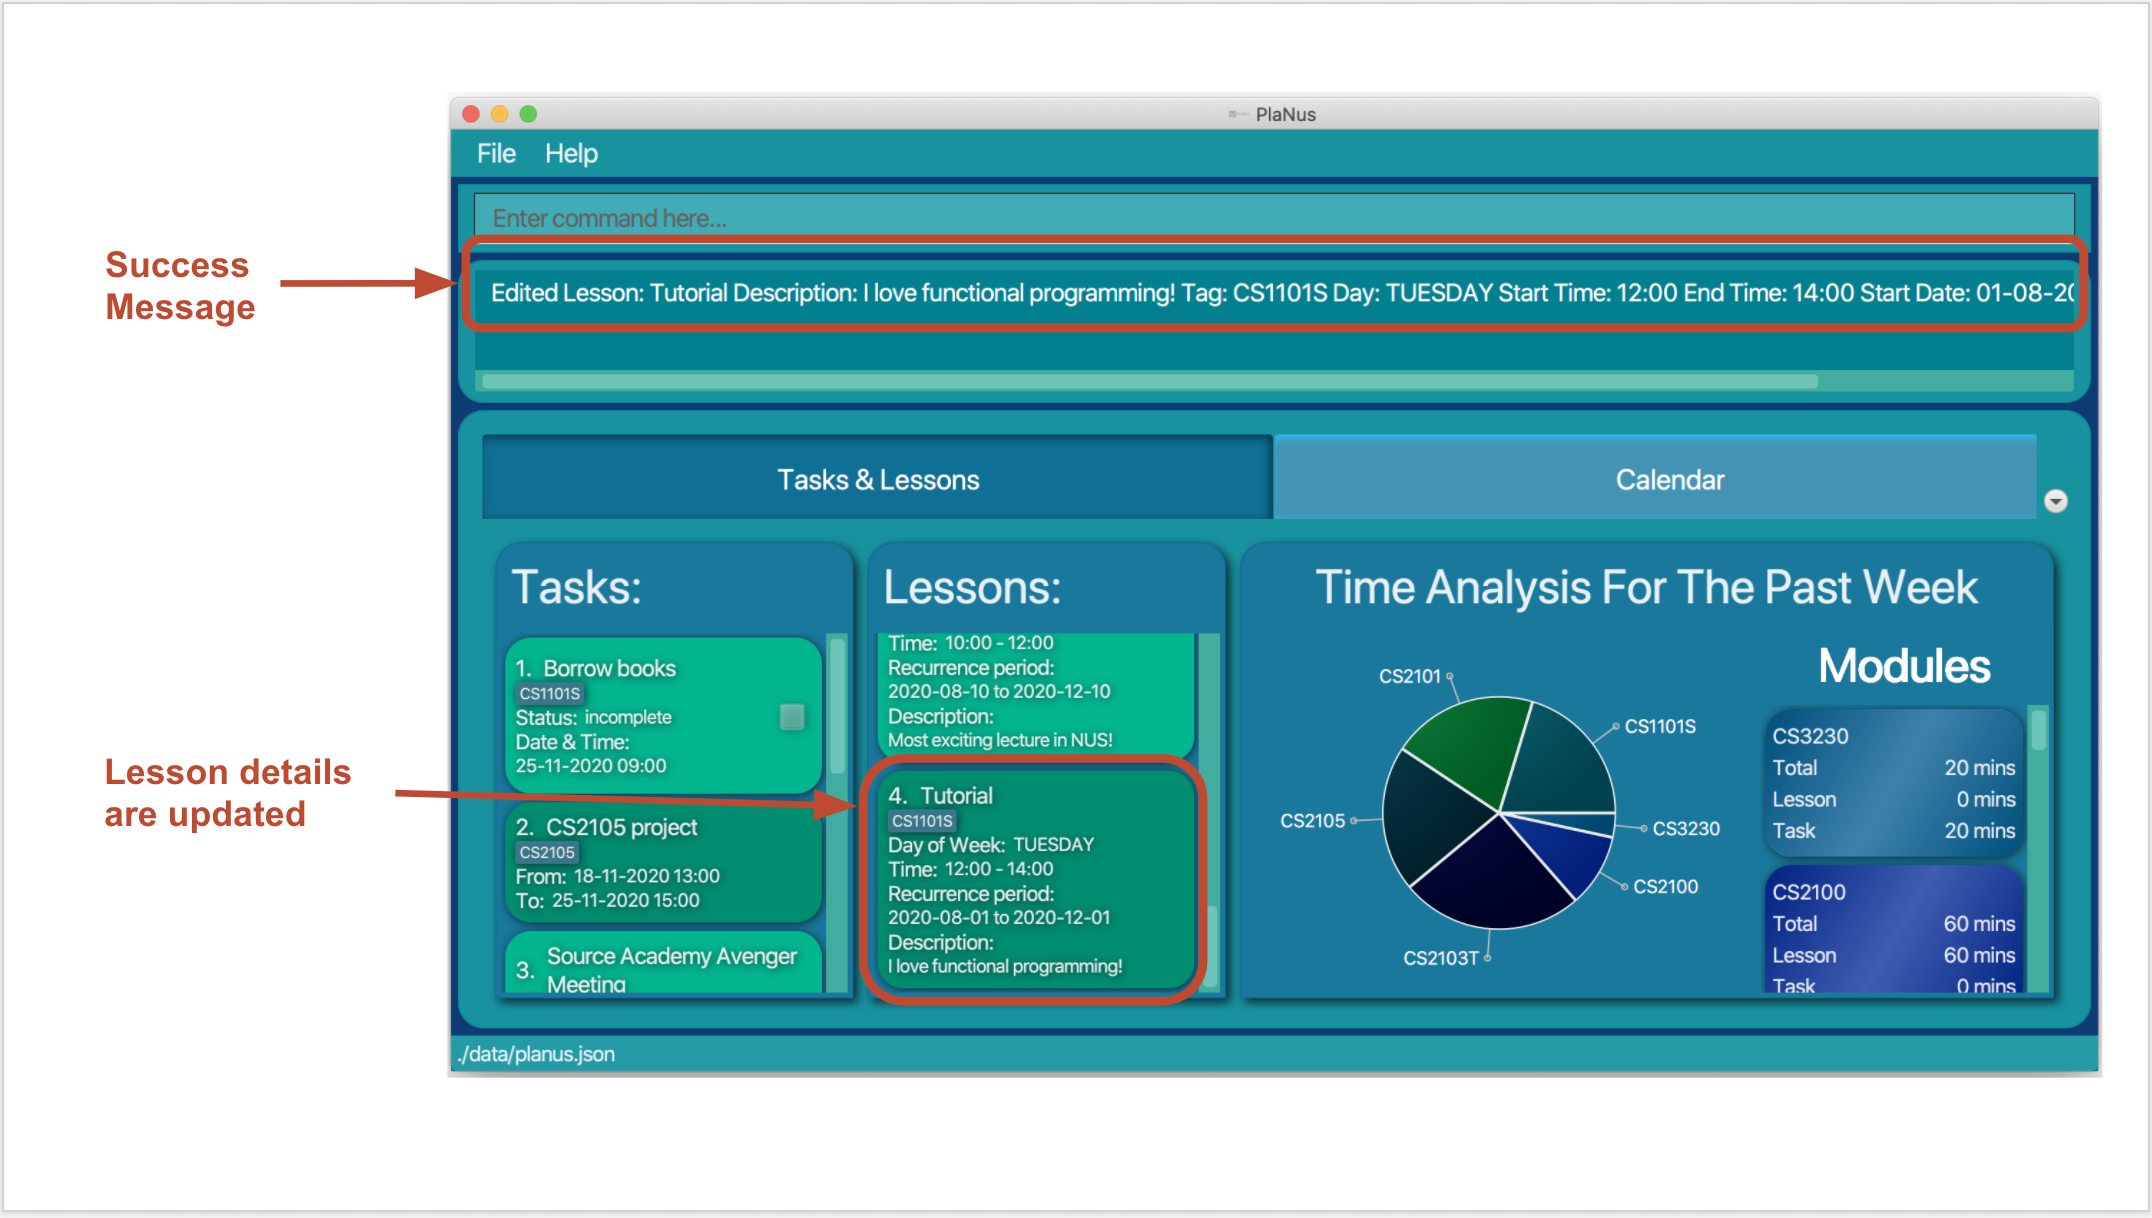 PlaNus
File Help
Enter command here...
Success
Message
Edited Lesson: Tutorial Description: I love functional programming! Tag: CS1101S Day: TUESDAY Start Time: 12:00 End Time: 14:00 Start Date: 01-08-20
Tasks & Lessons
Calendar
Tasks:
1. Borrow books
CS1101S
Status: incomplete
Date & Time:
25-11-2020 09:00
2. CS2105 project
CS2105
From: 18-11-2020 13:00
To: 25-11-2020 15:00
3. Source Academy Avenger
Meeting
Lessons:
Time: 10:00 - 12:00
Recurrence period:
2020-08-10 to 2020-12-10
Description:
Most exciting lecture in NUS!
Lesson details
are updated
4. Tutorial
CS1101S
Day of Week: TUESDAY
Time: 12:00 - 14:00
Recurrence period:
2020-08-01 to 2020-12-01
Description:
I love functional programming!
Time Analysis For The Past Week
CS2101
CS1101S
CS2105
CS3230
CS2100
CS2103T
Modules
CS3230
Total 20 mins
Lesson 0 mins
Task 20 mins
CS2100
Total 60 mins
Lesson 60 mins
Task 0 mins
./data/planus.json